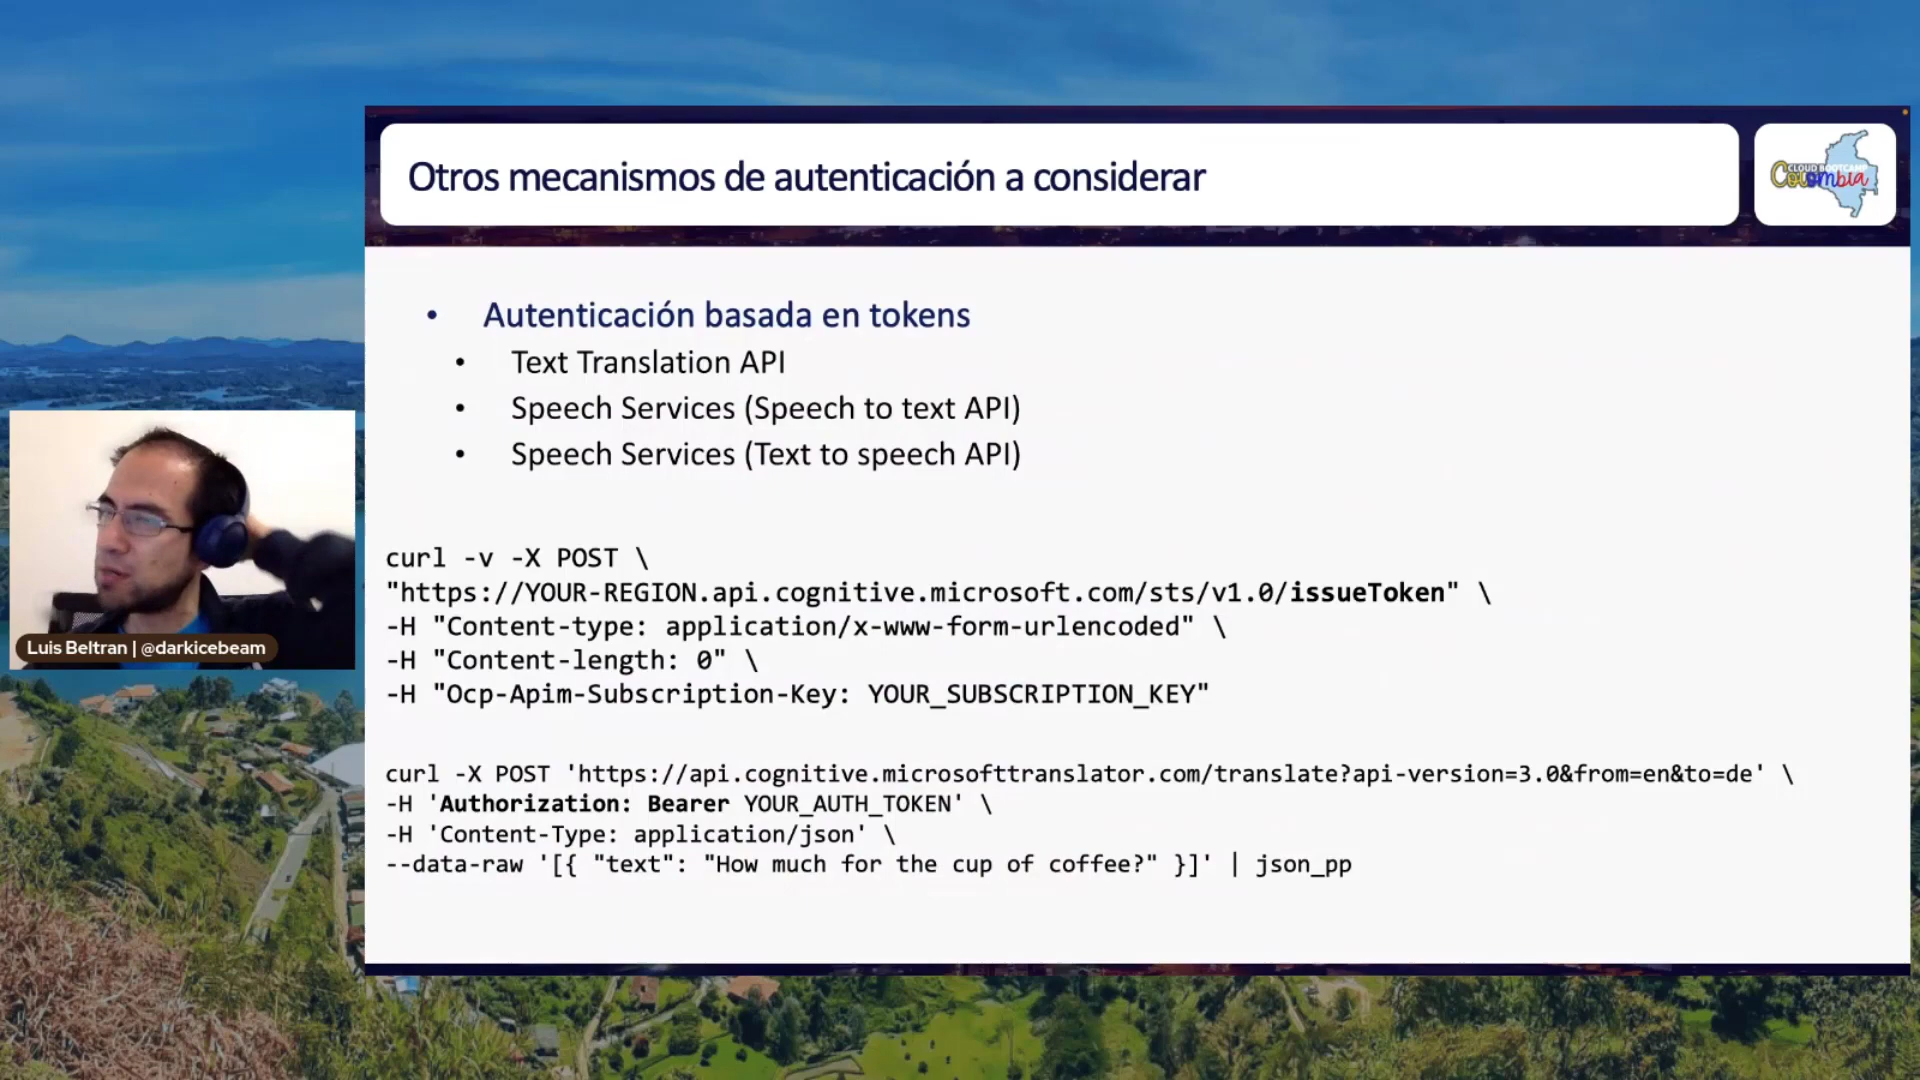 Otros mecanismos de autenticación a considerar
CLOUD BOOTCAMP
Colombia
• Autenticación basada en tokens
• Text Translation API
• Speech Services (Speech to text API)
• Speech Services (Text to speech API)
curl -v -X POST \
"https://YOUR-REGION.api.cognitive.microsoft.com/sts/v1.0/issueToken" \
-H "Content-type: application/x-www-form-urlencoded" \
-H "Content-length: 0" \
-H "Ocp-Apim-Subscription-Key: YOUR_SUBSCRIPTION_KEY"
curl -X POST 'https://api.cognitive.microsofttranslator.com/translate?api-version=3.0&from=en&to=de' \
-H 'Authorization: Bearer YOUR_AUTH_TOKEN' \
-H 'Content-Type: application/json' \
--data-raw '[{ "text": "How much for the cup of coffee?" }]' | json_pp
Luis Beltran | @darkicebeam